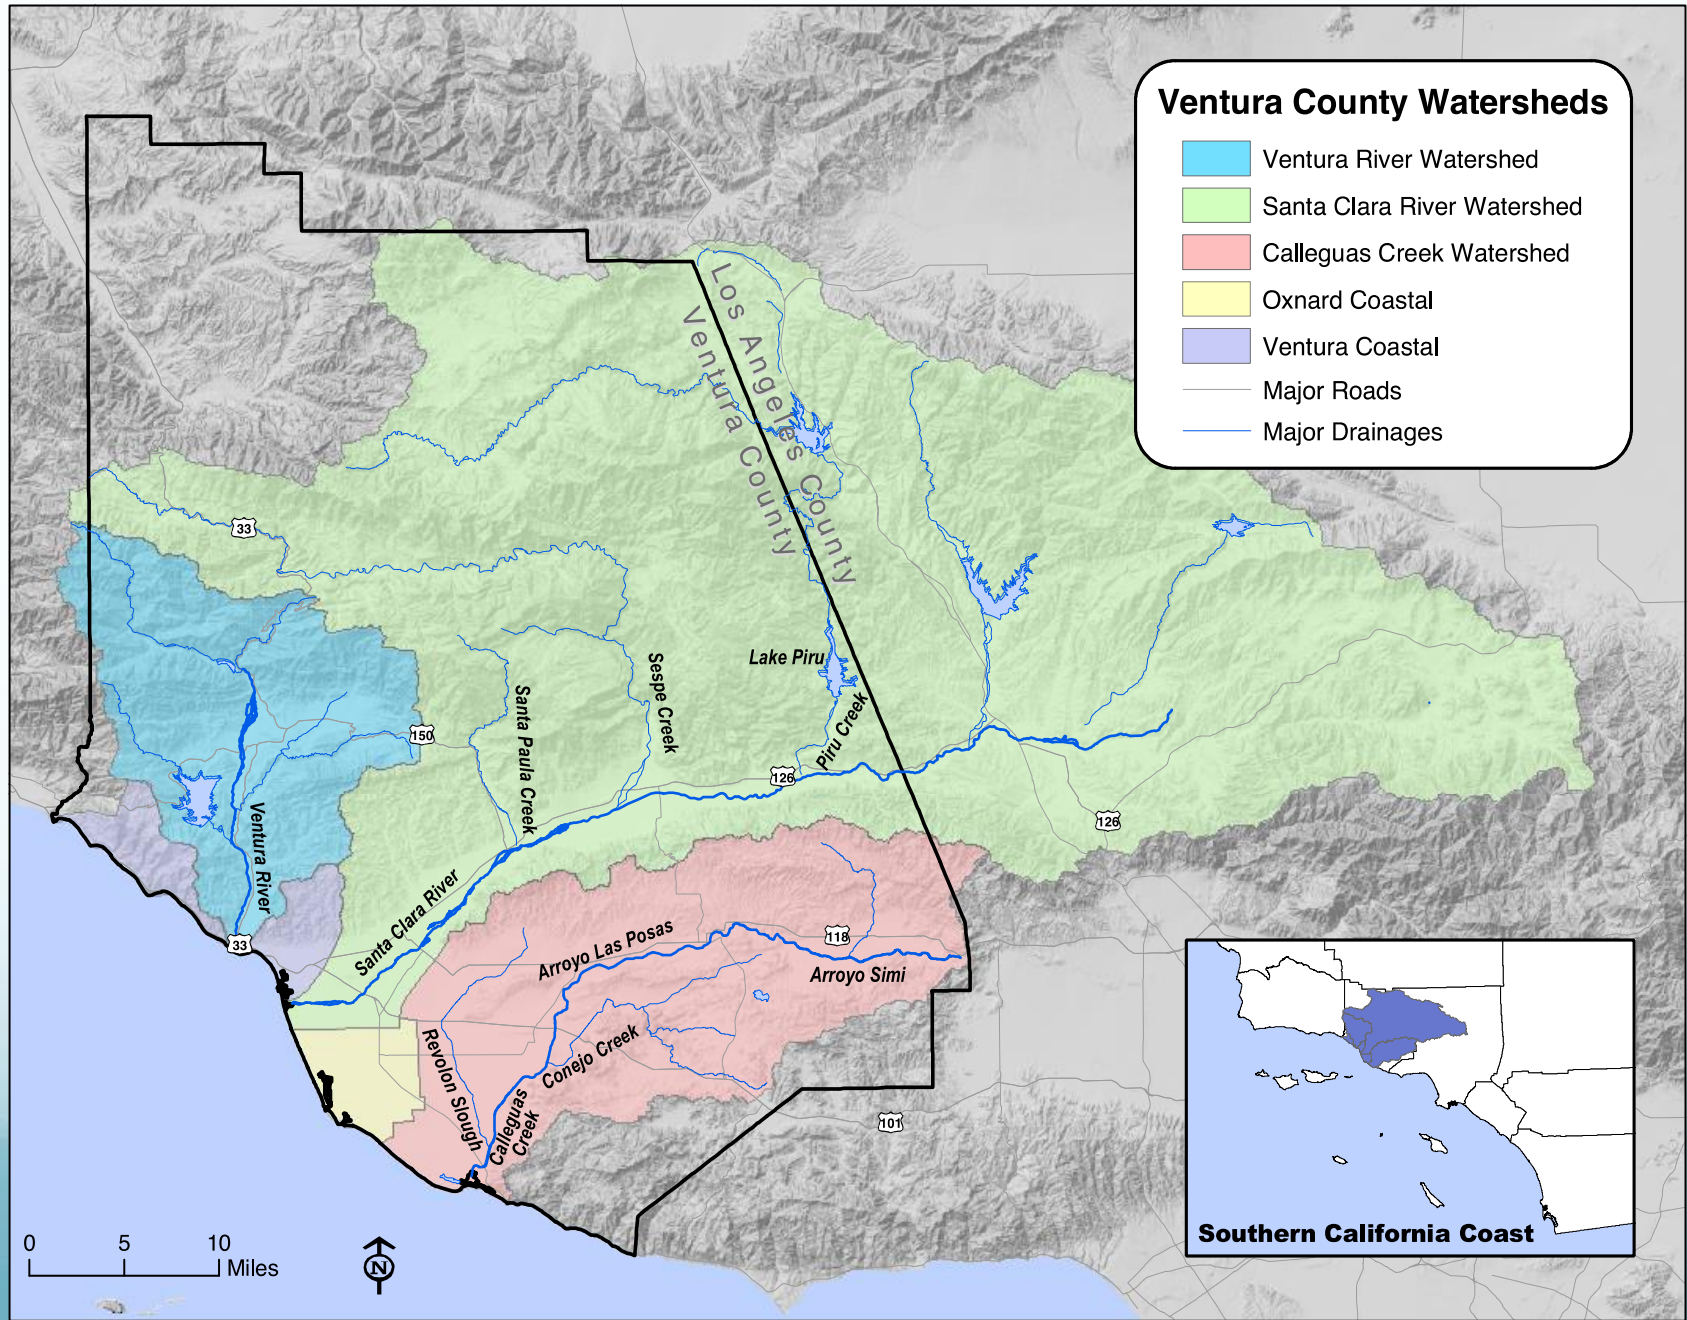 Ventura County Watersheds
Ventura River Watershed
Santa Clara River Watershed
Calleguas Creek Watershed
Oxnard Coastal
Ventura Coastal
Major Roads
Major Drainages
Los Angeles County
Ventura County
33
Lake Piru
Sespe Creek
Santa Paula Creek
Piru Creek
150
126
126
Ventura River
Santa Clara River
33
Arroyo Las Posas
118
Arroyo Simi
Revolon Slough
Conejo Creek
Calleguas
Creek
101
0 5 10
Miles
N
Southern California Coast